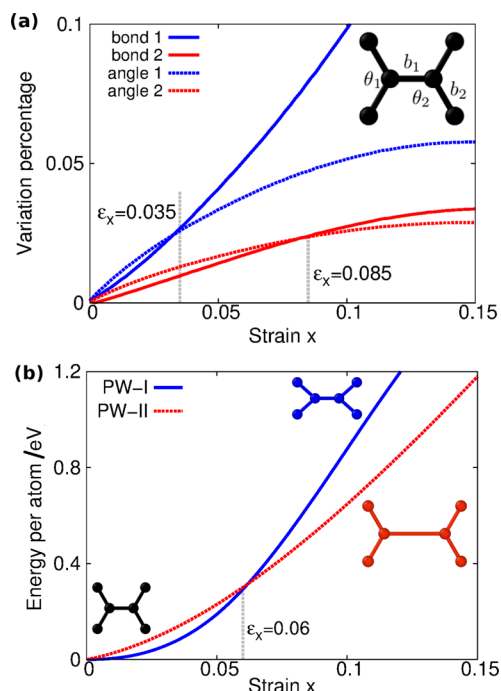 (a)
0.1
bond 1
bond 2
angle 1
angle 2
b₁
θ₁
b₂
θ₂
Variation percentage
0.05
εₓ=0.035
εₓ=0.085
0
0 0.05 0.1 0.15
Strain x
(b)
1.2
PW-I
PW-II
Energy per atom /eV
0.8
0.4
εₓ=0.06
0
0 0.05 0.1 0.15
Strain x